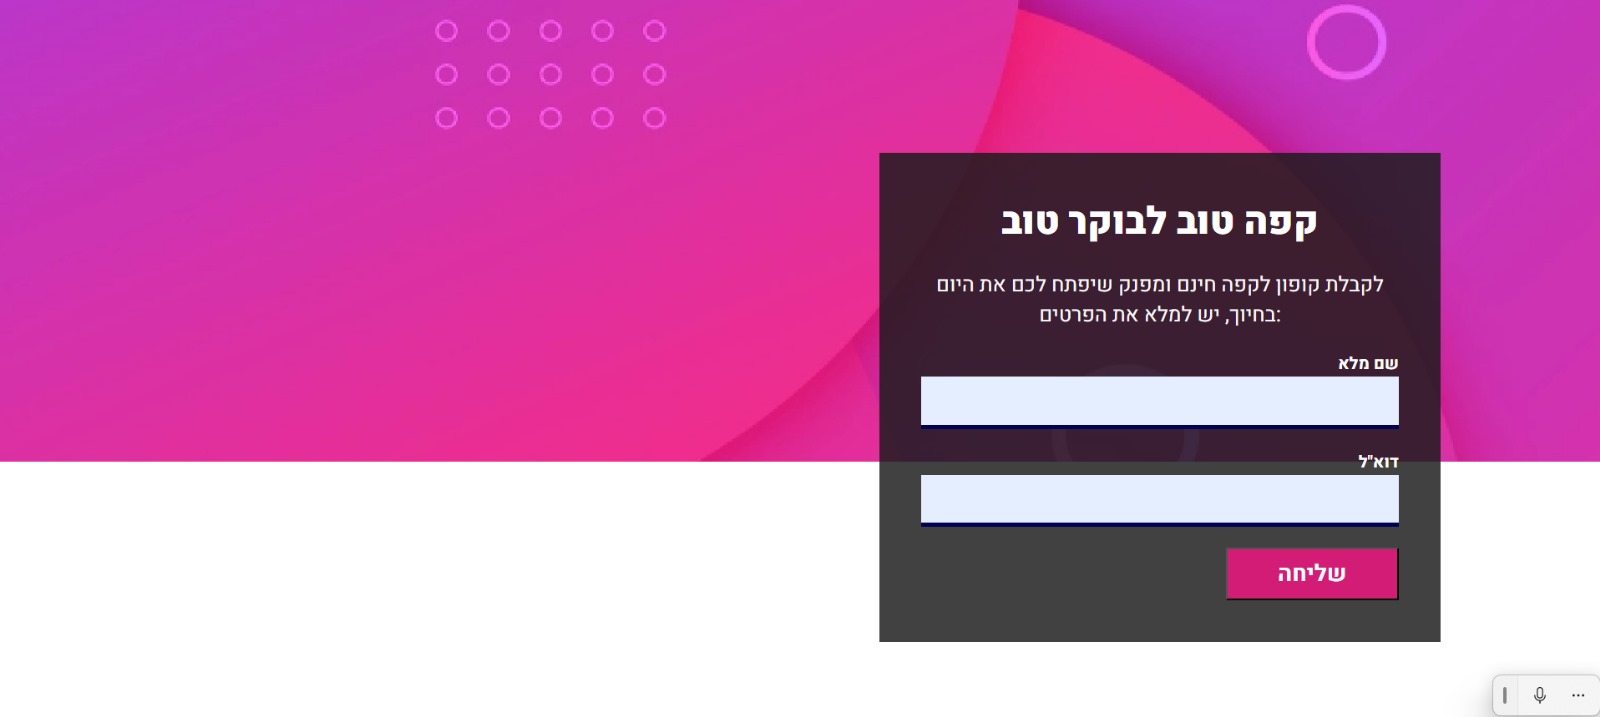 קפה טוב לבוקר טוב
לקבלת קופון לקפה חינם ומפנק שיפתח לכם את היום
:בחיוך, יש למלא את הפרטים
שם מלא
דוא"ל
שליחה